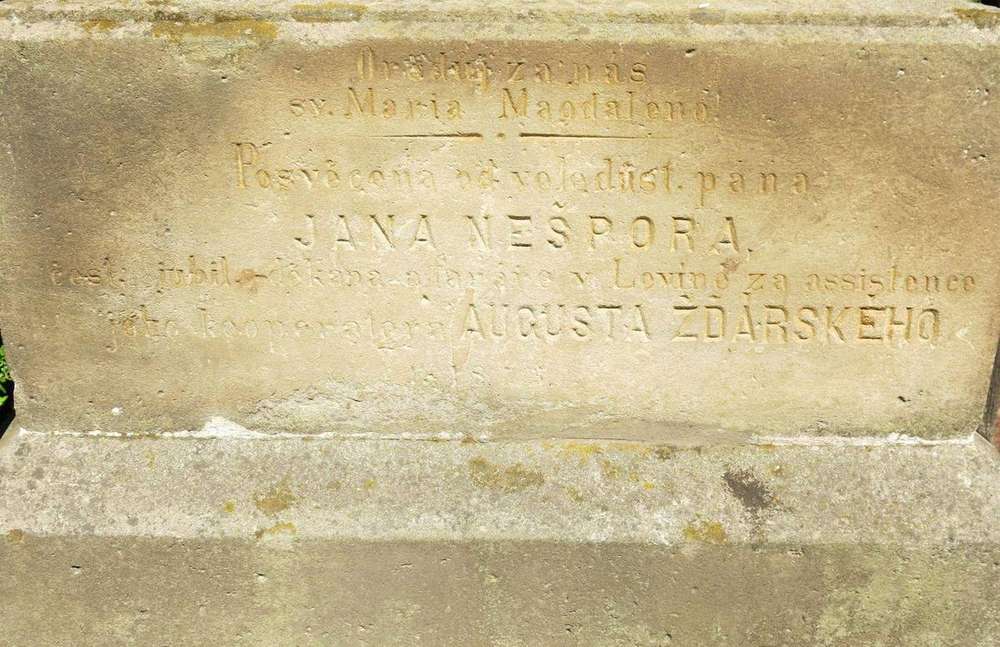 Oroduj za nás
sv. Maria Magdaleno!
Posvěcena od veledůst. pana
JANA NEŠPORA,
čest. jubil. děkana a faráře v Levíně za assistence
jeho kooperatora AUGUSTA ŽĎÁRSKÉHO